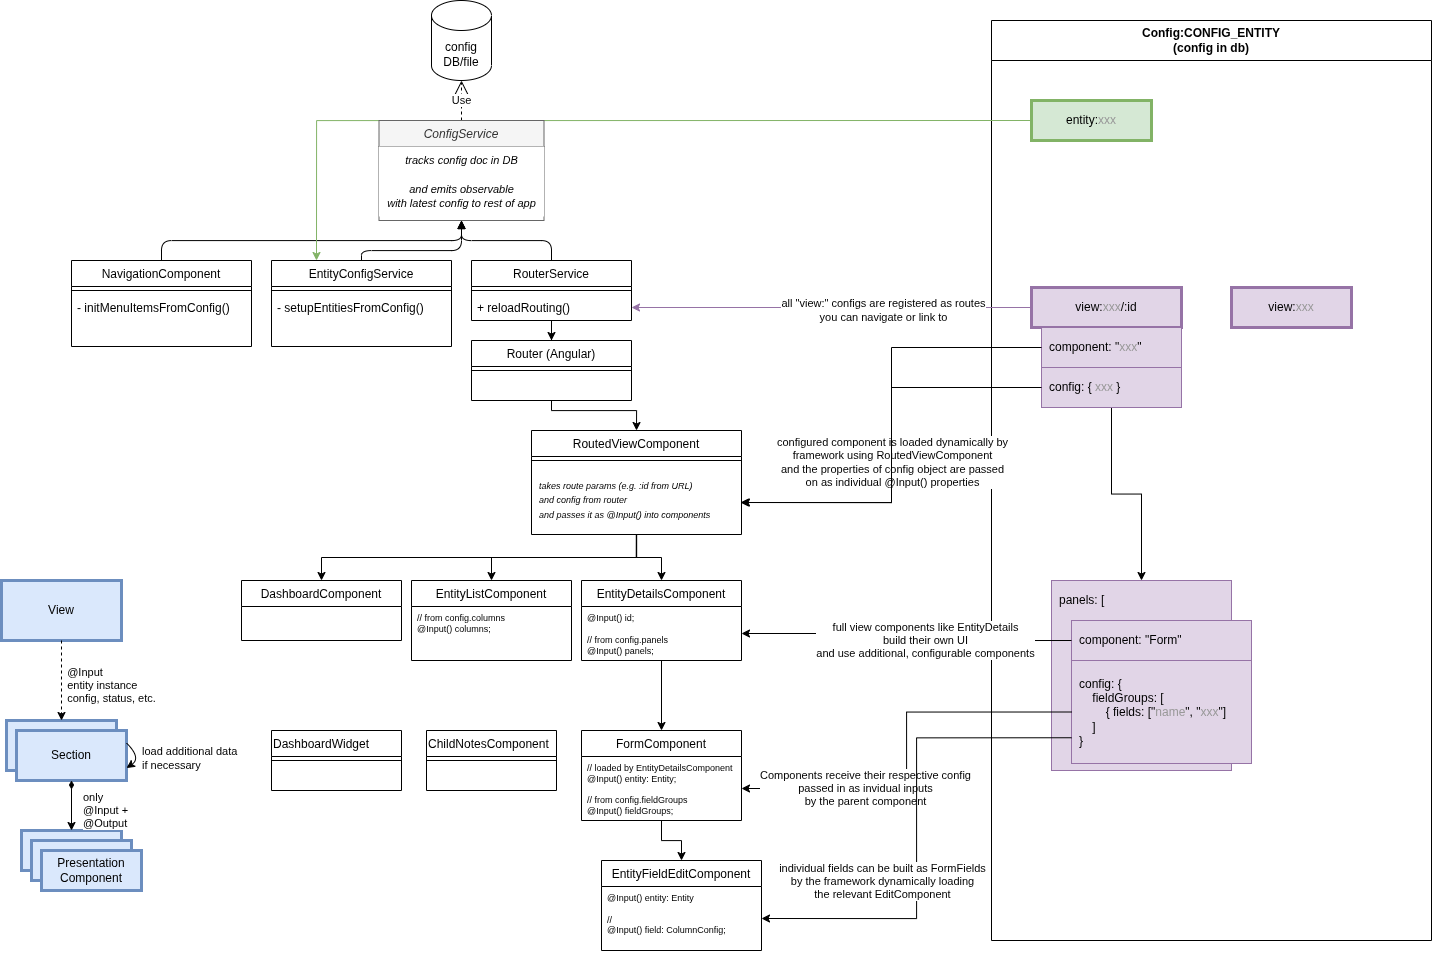 config
DB/file
Use
ConfigService
tracks config doc in DB
and emits observable
with latest config to rest of app
Config:CONFIG_ENTITY
(config in db)
entity:xxx
NavigationComponent
- initMenuItemsFromConfig()
EntityConfigService
- setupEntitiesFromConfig()
RouterService
+ reloadRouting()
all "view:" configs are registered as routes
you can navigate or link to
view:xxx/:id
view:xxx
component: "xxx"
config: { xxx }
Router (Angular)
RoutedViewComponent
takes route params (e.g. :id from URL)
and config from router
and passes it as @Input() into components
configured component is loaded dynamically by
framework using RoutedViewComponent
and the properties of config object are passed
on as individual @Input() properties
DashboardComponent
EntityListComponent
// from config.columns
@Input() columns;
EntityDetailsComponent
@Input() id;
// from config.panels
@Input() panels;
full view components like EntityDetails
build their own UI
and use additional, configurable components
panels: [
component: "Form"
config: {
fieldGroups: [
{ fields: ["name", "xxx"]
]
}
View
@Input
entity instance
config, status, etc.
Section
load additional data
if necessary
only
@Input +
@Output
Presentation
Component
DashboardWidget
ChildNotesComponent
FormComponent
// loaded by EntityDetailsComponent
@Input() entity: Entity;
// from config.fieldGroups
@Input() fieldGroups;
Components receive their respective config
passed in as invidual inputs
by the parent component
EntityFieldEditComponent
@Input() entity: Entity
//
@Input() field: ColumnConfig;
individual fields can be built as FormFields
by the framework dynamically loading
the relevant EditComponent